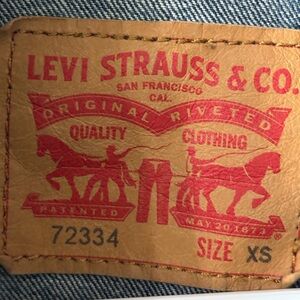 LEVI STRAUSS & CO.
SAN FRANCISCO
CAL.
ORIGINAL RIVETED
QUALITY CLOTHING
PATENTED MAY 20 1873
72334 SIZE XS